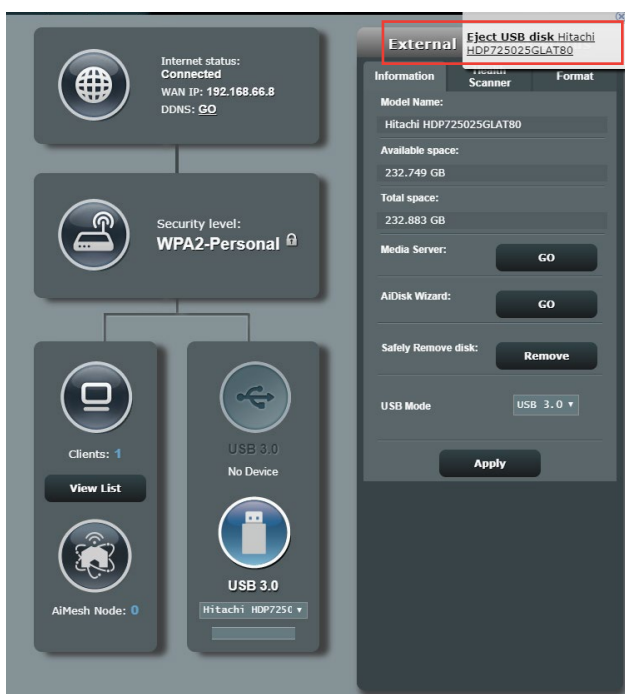 Internet status:
Connected
WAN IP: 192.168.66.8
DDNS: GO
Security level:
WPA2-Personal
Clients: 1
View List
AiMesh Node: 0
USB 3.0
No Device
USB 3.0
Hitachi HDP725C
External
Eject USB disk Hitachi
HDP725025GLAT80
Information
Health
Scanner
Format
Model Name:
Hitachi HDP725025GLAT80
Available space:
232.749 GB
Total space:
232.883 GB
Media Server:
GO
AiDisk Wizard:
GO
Safely Remove disk:
Remove
USB Mode
USB 3.0
Apply